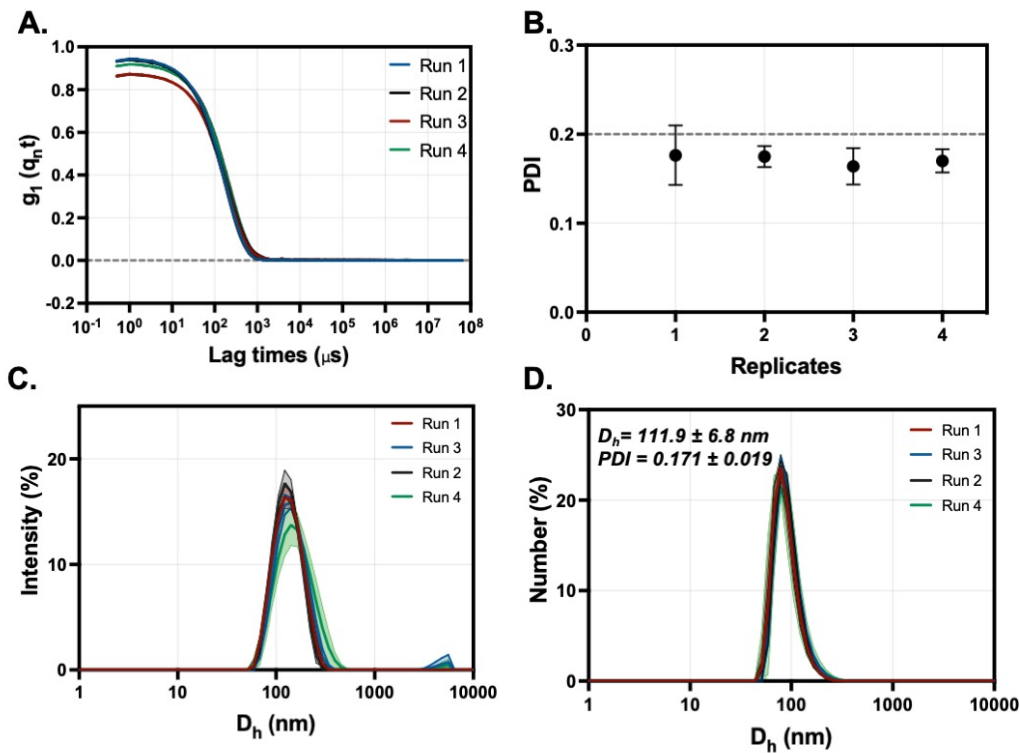 A.
1.0
0.8
0.6
0.4
0.2
0.0
-0.2
g₁ (qₙt)
10⁻¹ 10⁰ 10¹ 10² 10³ 10⁴ 10⁵ 10⁶ 10⁷ 10⁸
Lag times (μs)
Run 1
Run 2
Run 3
Run 4
B.
0.3
0.2
0.1
0.0
PDI
0 1 2 3 4
Replicates
C.
20
10
0
Intensity (%)
1 10 100 1000 10000
Dₕ (nm)
Run 1
Run 3
Run 2
Run 4
D.
30
20
10
0
Number (%)
Dₕ= 111.9 ± 6.8 nm
PDI = 0.171 ± 0.019
Run 1
Run 3
Run 2
Run 4
1 10 100 1000 10000
Dₕ (nm)